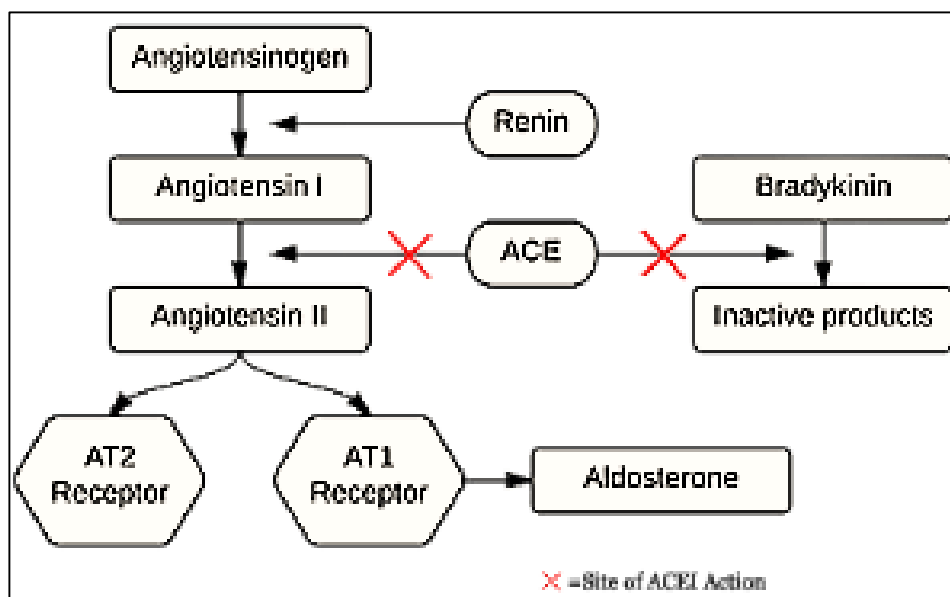 Angiotensinogen
Renin
Angiotensin I
Bradykinin
ACE
Angiotensin II
Inactive products
AT2
Receptor
AT1
Receptor
Aldosterone
X =Site of ACEI Action